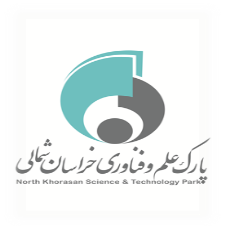 پارک علم و فناوری خراسان شمالی
North Khorasan Science & Technology Park